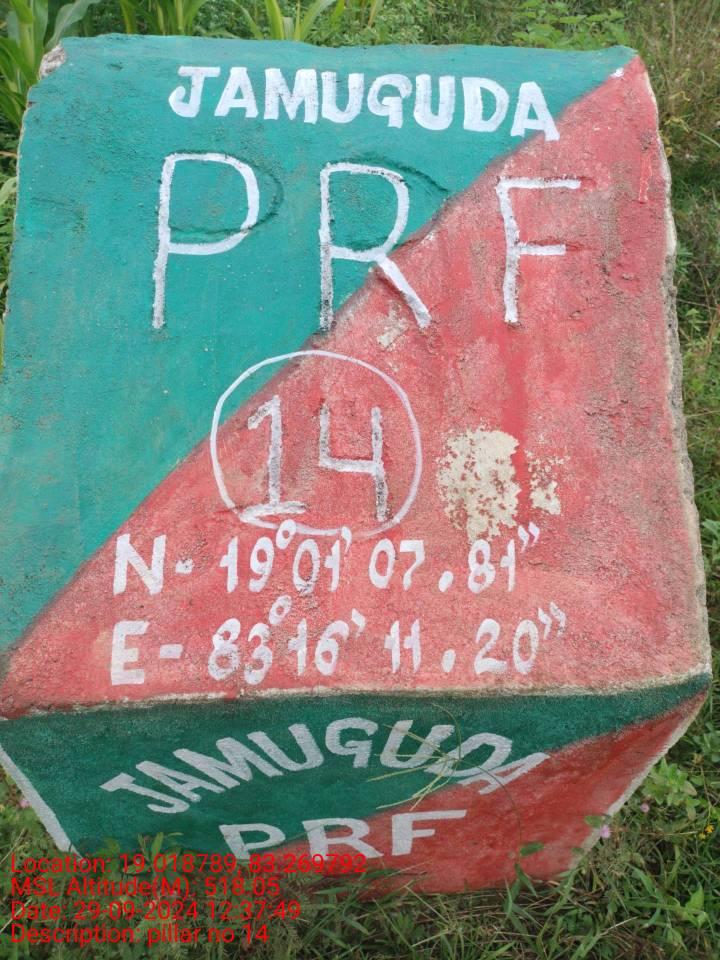 JAMUGUDA
PRF
14
N- 19°01' 07.81"
E- 83°16' 11.20"
JAMUGUDA
PRF
Location: 19.018789, 83.269792
MSL Altitude(M): 518.05
Date: 29-09-2024 12:37:49
Description: pillar no 14